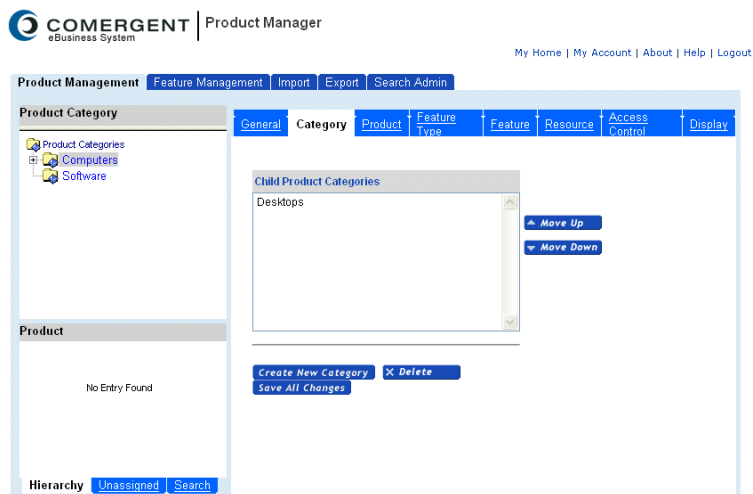 COMERGENT
eBusiness System
Product Manager
My Home | My Account | About | Help | Logout
Product Management Feature Management Import Export Search Admin
Product Category
Product Categories
Computers
Software
General Category Product Feature Type Feature Resource Access Control Display
Child Product Categories
Desktops
Move Up
Move Down
Product
No Entry Found
Create New Category Delete
Save All Changes
Hierarchy Unassigned Search